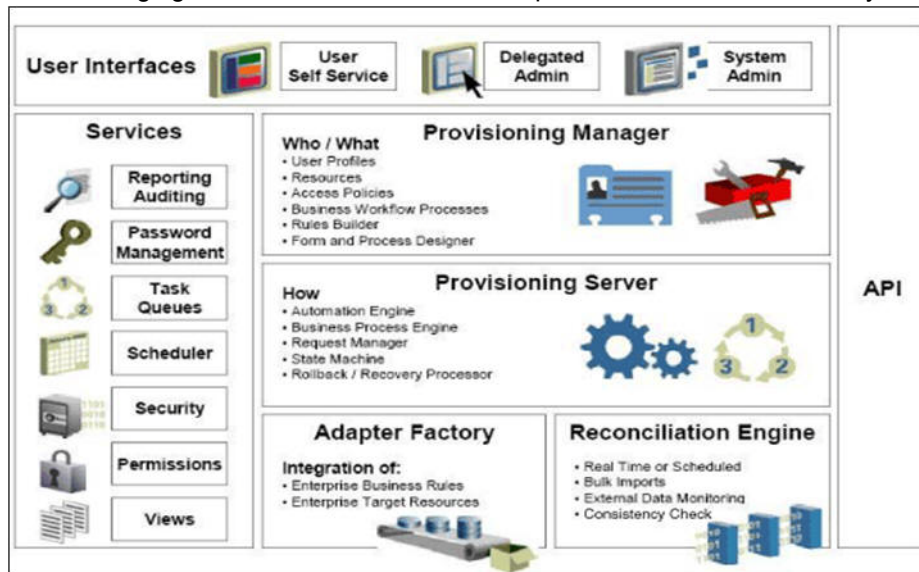 User Interfaces
User
Self Service
Delegated
Admin
System
Admin
Services
Reporting
Auditing
Password
Management
Task
Queues
Scheduler
Security
Permissions
Views
Provisioning Manager
Who / What
• User Profiles
• Resources
• Access Policies
• Business Workflow Processes
• Rules Builder
• Form and Process Designer
Provisioning Server
How
• Automation Engine
• Business Process Engine
• Request Manager
• State Machine
• Rollback / Recovery Processor
1
3 2
Adapter Factory
Integration of:
• Enterprise Business Rules
• Enterprise Target Resources
Reconciliation Engine
• Real Time or Scheduled
• Bulk Imports
• External Data Monitoring
• Consistency Check
API